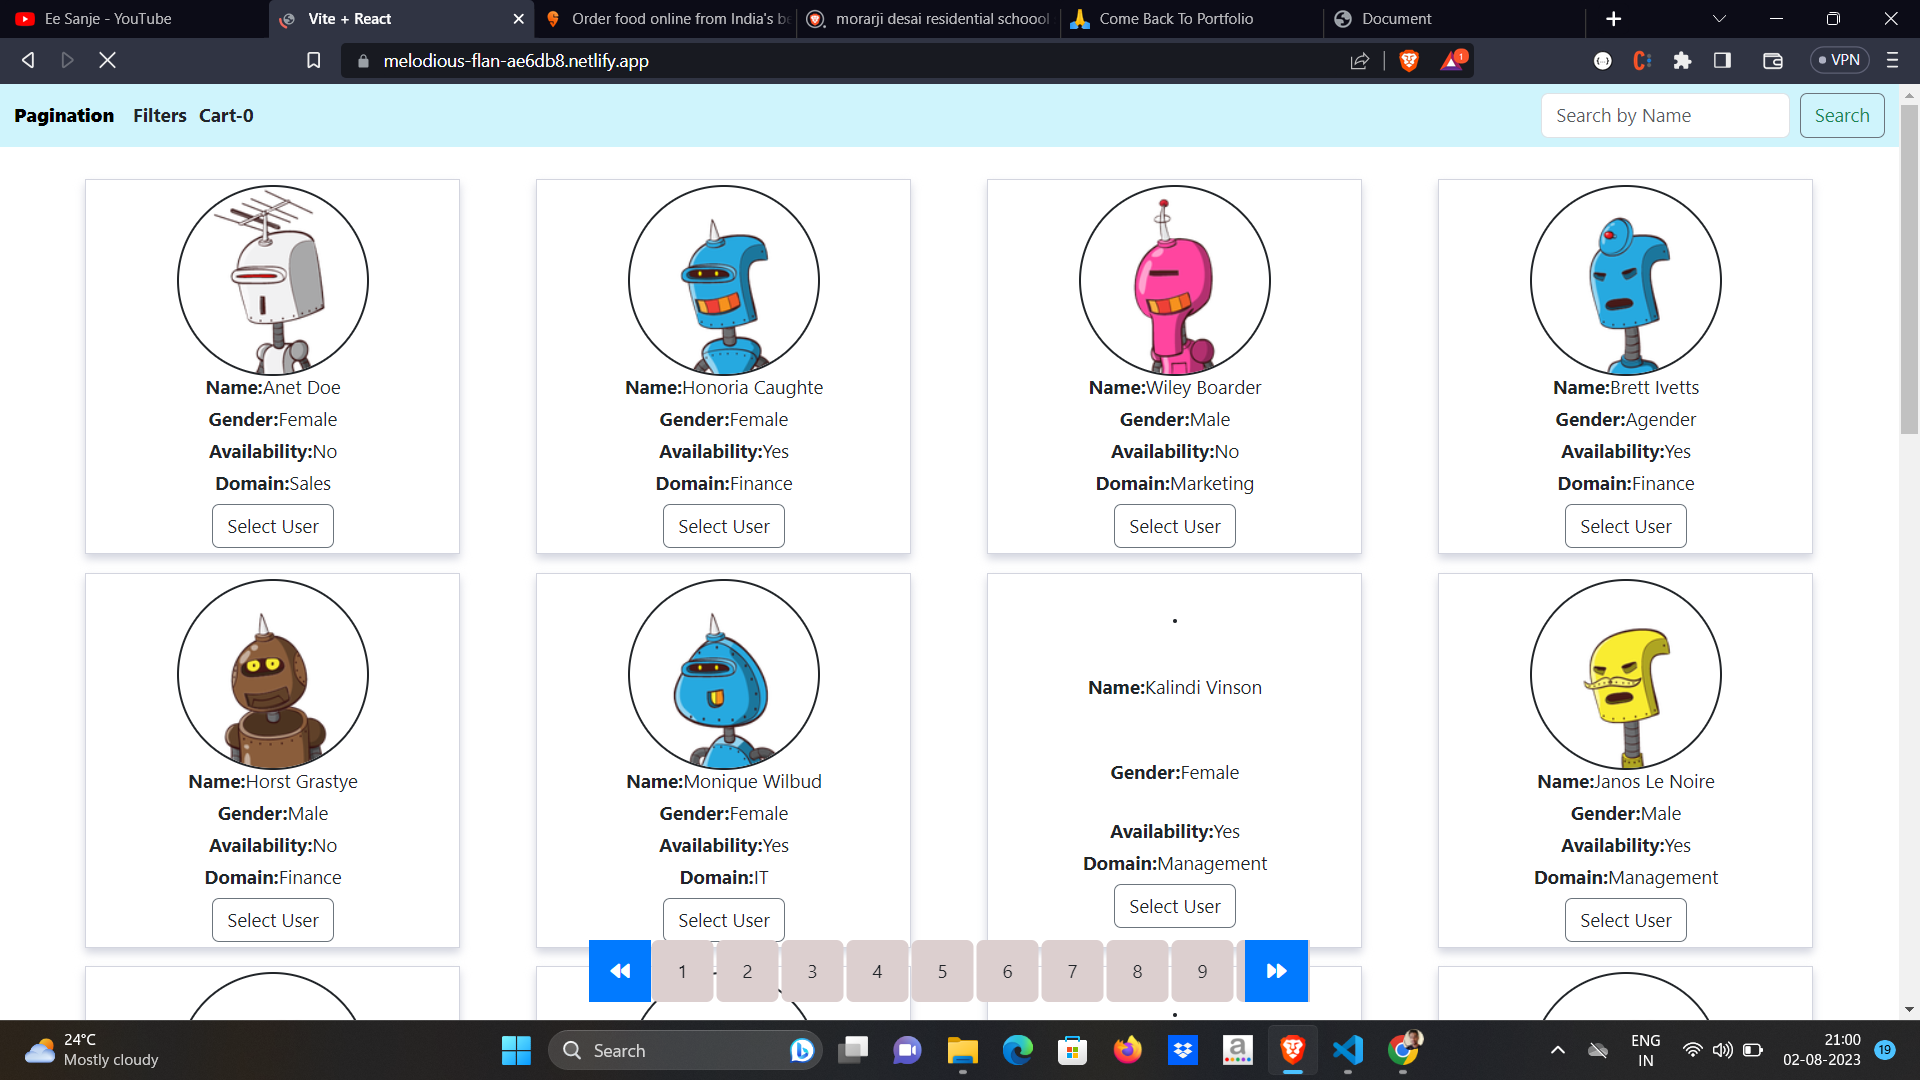 Ee Sanje - YouTube
Vite + React
Order food online from India's be
morarji desai residential schoool
Come Back To Portfolio
Document
melodious-flan-ae6db8.netlify.app
1
VPN
Pagination Filters Cart-0
Search by Name
Search
Name:Anet Doe
Gender:Female
Availability:No
Domain:Sales
Select User
Name:Honoria Caughte
Gender:Female
Availability:Yes
Domain:Finance
Select User
Name:Wiley Boarder
Gender:Male
Availability:No
Domain:Marketing
Select User
Name:Brett Ivetts
Gender:Agender
Availability:Yes
Domain:Finance
Select User
Name:Horst Grastye
Gender:Male
Availability:No
Domain:Finance
Select User
Name:Monique Wilbud
Gender:Female
Availability:Yes
Domain:IT
Select User
Name:Kalindi Vinson
Gender:Female
Availability:Yes
Domain:Management
Select User
Name:Janos Le Noire
Gender:Male
Availability:Yes
Domain:Management
Select User
1 2 3 4 5 6 7 8 9
24°C
Mostly cloudy
Search
ENG
IN
21:00
02-08-2023
19